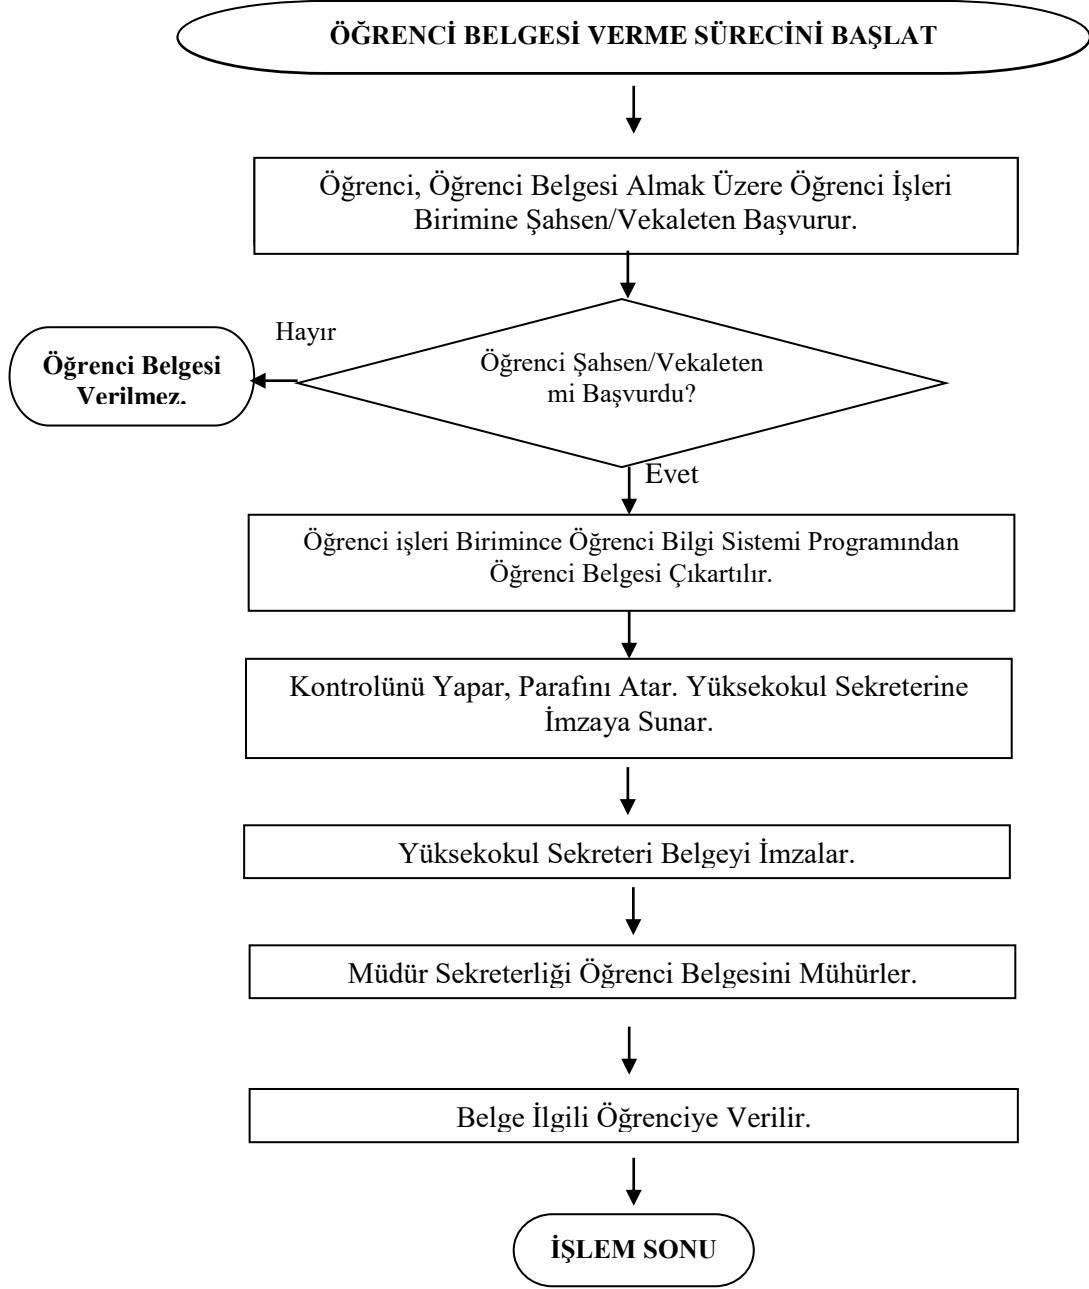 ÖĞRENCİ BELGESİ VERME SÜRECİNİ BAŞLAT
Öğrenci, Öğrenci Belgesi Almak Üzere Öğrenci İşleri
Birimine Şahsen/Vekaleten Başvurur.
Hayır
Öğrenci Belgesi
Verilmez.
Öğrenci Şahsen/Vekaleten
mi Başvurdu?
Evet
Öğrenci işleri Birimince Öğrenci Bilgi Sistemi Programından
Öğrenci Belgesi Çıkartılır.
Kontrolünü Yapar, Parafını Atar. Yüksekokul Sekreterine
İmzaya Sunar.
Yüksekokul Sekreteri Belgeyi İmzalar.
Müdür Sekreterliği Öğrenci Belgesini Mühürler.
Belge İlgili Öğrenciye Verilir.
İŞLEM SONU